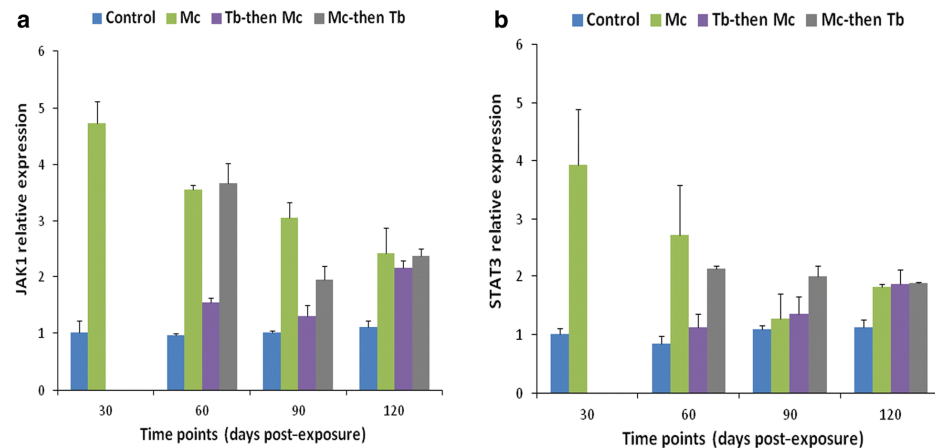 a
Control Mc Tb-then Mc Mc-then Tb
JAK1 relative expression
6
5
4
3
2
1
0
30 60 90 120
Time points (days post-exposure)
b
Control Mc Tb-then Mc Mc-then Tb
STAT3 relative expression
6
5
4
3
2
1
0
30 60 90 120
Time points (days post-exposure)